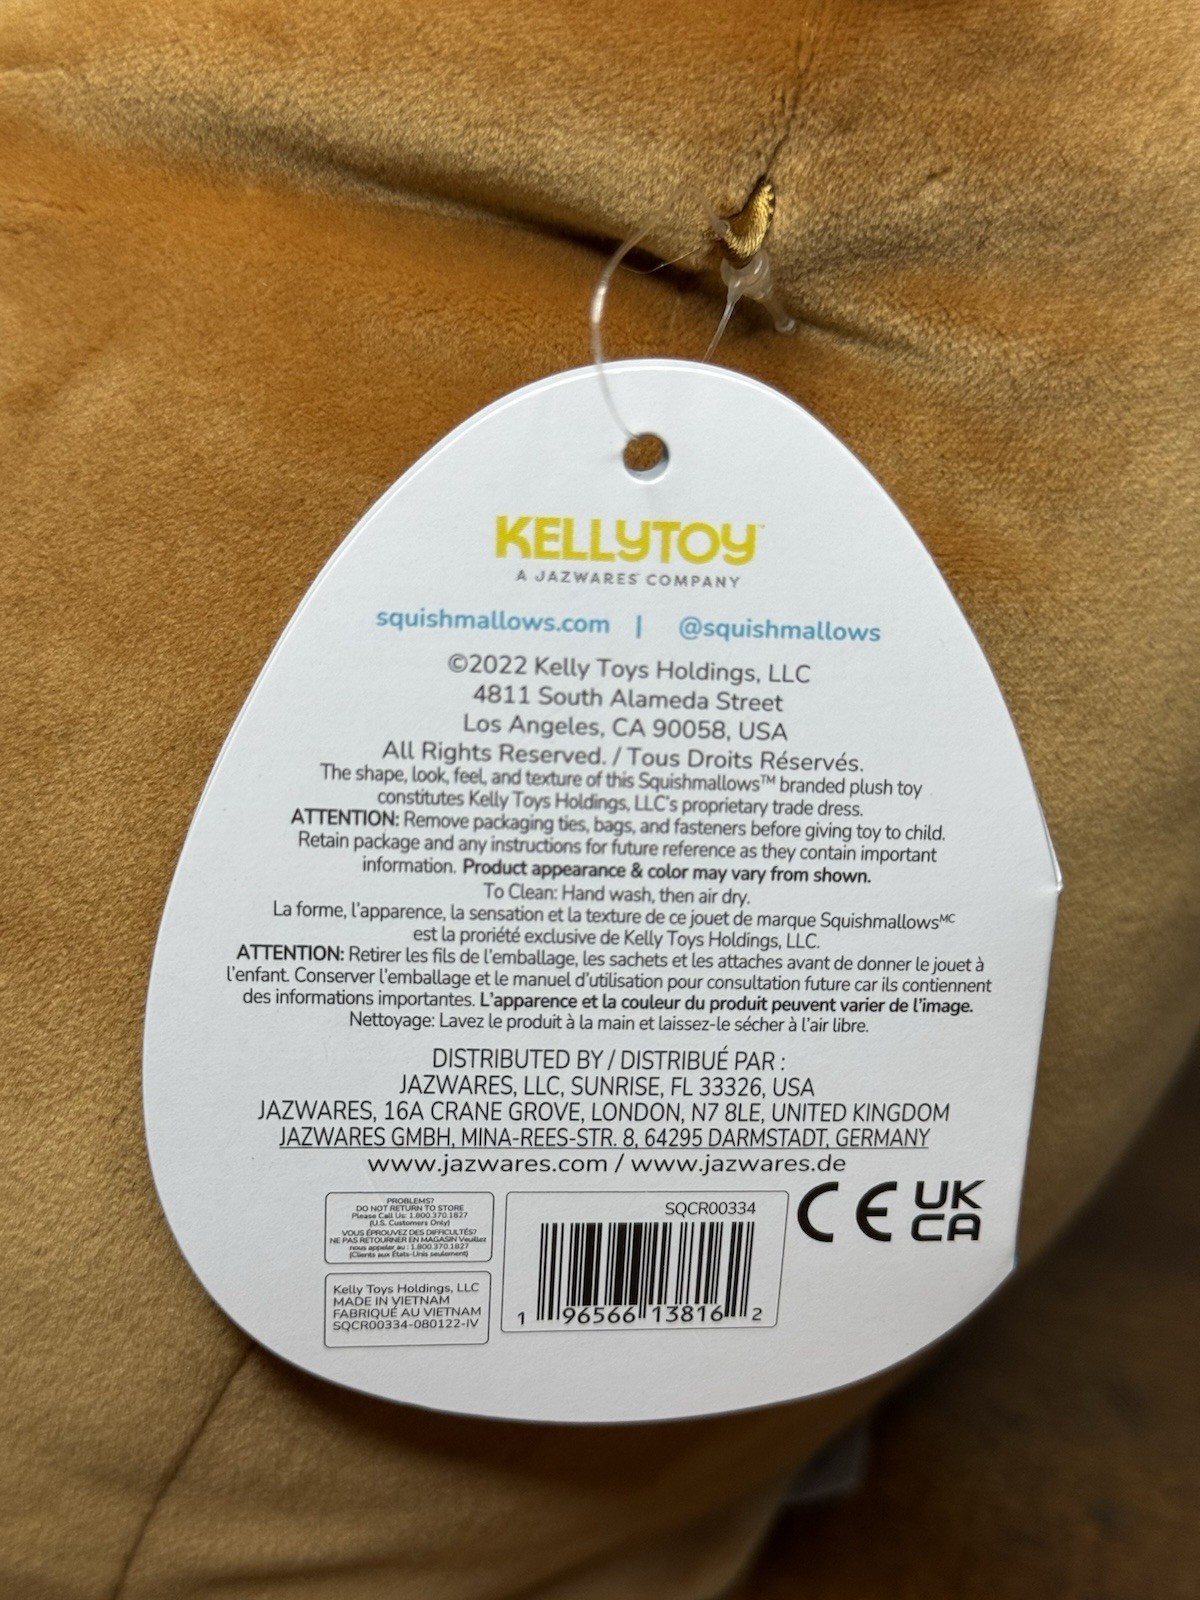 KELLYTOY™
A JAZWARES COMPANY
squishmallows.com | @squishmallows
©2022 Kelly Toys Holdings, LLC
4811 South Alameda Street
Los Angeles, CA 90058, USA
All Rights Reserved. / Tous Droits Réservés.
The shape, look, feel, and texture of this Squishmallows™ branded plush toy
constitutes Kelly Toys Holdings, LLC's proprietary trade dress.
ATTENTION: Remove packaging ties, bags, and fasteners before giving toy to child.
Retain package and any instructions for future reference as they contain important
information. Product appearance & color may vary from shown.
To Clean: Hand wash, then air dry.
La forme, l'apparence, la sensation et la texture de ce jouet de marque Squishmallowsᴹᶜ
est la proriété exclusive de Kelly Toys Holdings, LLC.
ATTENTION: Retirer les fils de l'emballage, les sachets et les attaches avant de donner le jouet à
l'enfant. Conserver l'emballage et le manuel d'utilisation pour consultation future car ils contiennent
des informations importantes. L'apparence et la couleur du produit peuvent varier de l'image.
Nettoyage: Lavez le produit à la main et laissez-le sécher à l'air libre.
DISTRIBUTED BY / DISTRIBUÉ PAR :
JAZWARES, LLC, SUNRISE, FL 33326, USA
JAZWARES, 16A CRANE GROVE, LONDON, N7 8LE, UNITED KINGDOM
JAZWARES GMBH, MINA-REES-STR. 8, 64295 DARMSTADT, GERMANY
www.jazwares.com / www.jazwares.de
PROBLEMS?
DO NOT RETURN TO STORE
Please Call Us: 1.800.370.1827
(U.S. Customers Only)
VOUS ÉPROUVEZ DES DIFFICULTÉS?
NE PAS RETOURNER EN MAGASIN Veuillez
nous appeler au : 1.800.370.1827
(Clients aux États-Unis seulement)
Kelly Toys Holdings, LLC
MADE IN VIETNAM
FABRIQUÉ AU VIETNAM
SQCR00334-080122-IV
SQCR00334
1 96566 13816 2
CE
UK
CA